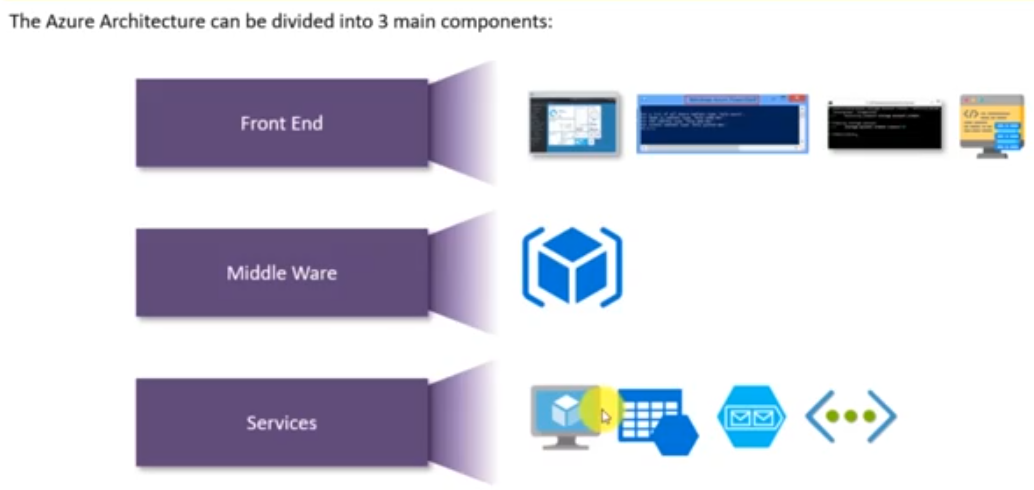 The Azure Architecture can be divided into 3 main components:
Front End
Middle Ware
Services